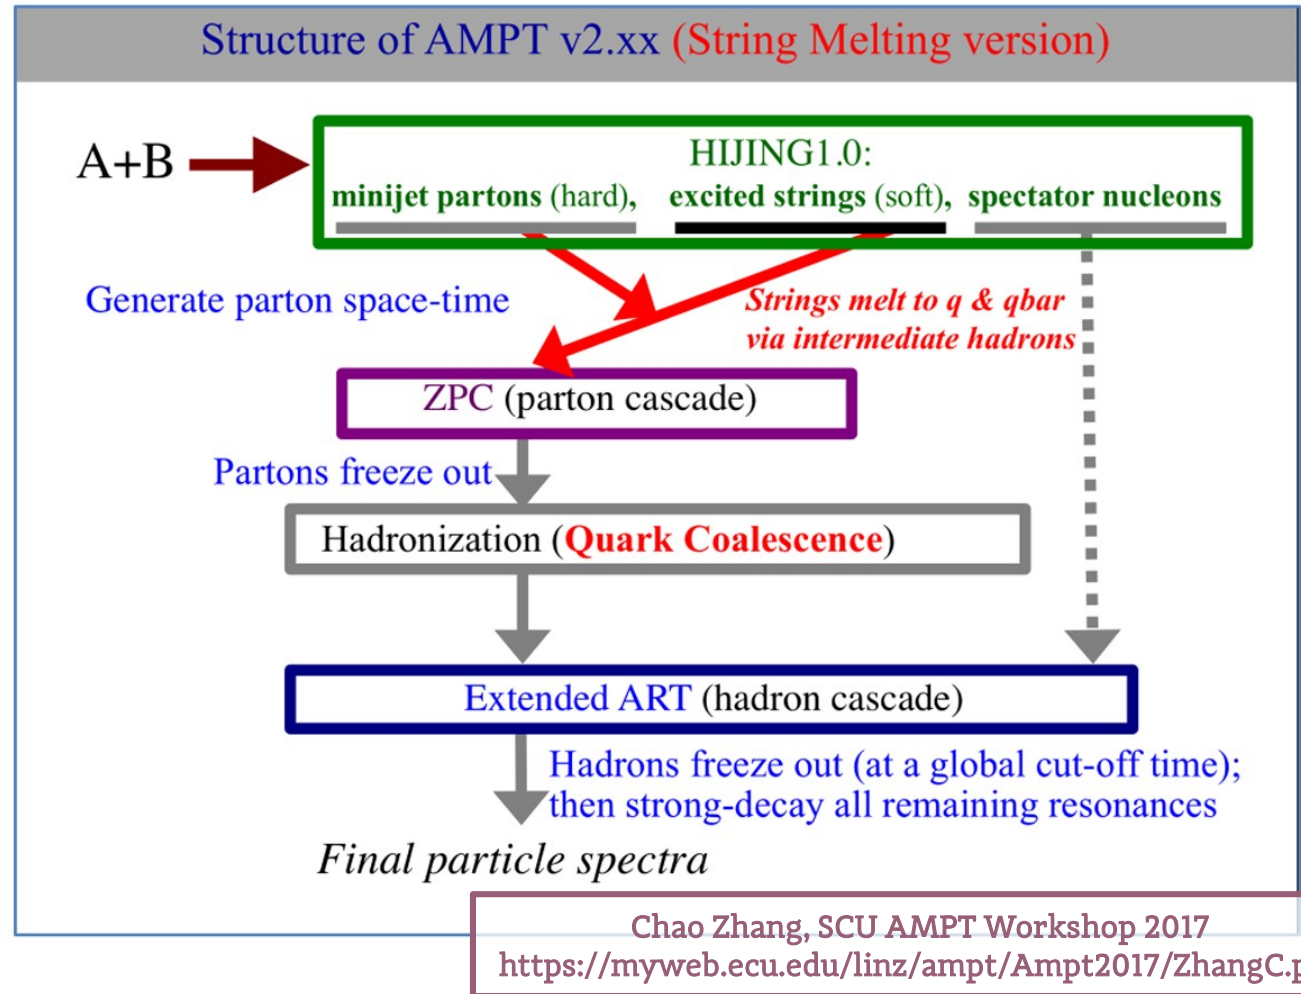 Structure of AMPT v2.xx (String Melting version)
A+B
HIJING1.0:
minijet partons (hard), excited strings (soft), spectator nucleons
Generate parton space-time
Strings melt to q & qbar
via intermediate hadrons
ZPC (parton cascade)
Partons freeze out
Hadronization (Quark Coalescence)
Extended ART (hadron cascade)
Hadrons freeze out (at a global cut-off time);
then strong-decay all remaining resonances
Final particle spectra
Chao Zhang, SCU AMPT Workshop 2017
https://myweb.ecu.edu/linz/ampt/Ampt2017/ZhangC.p